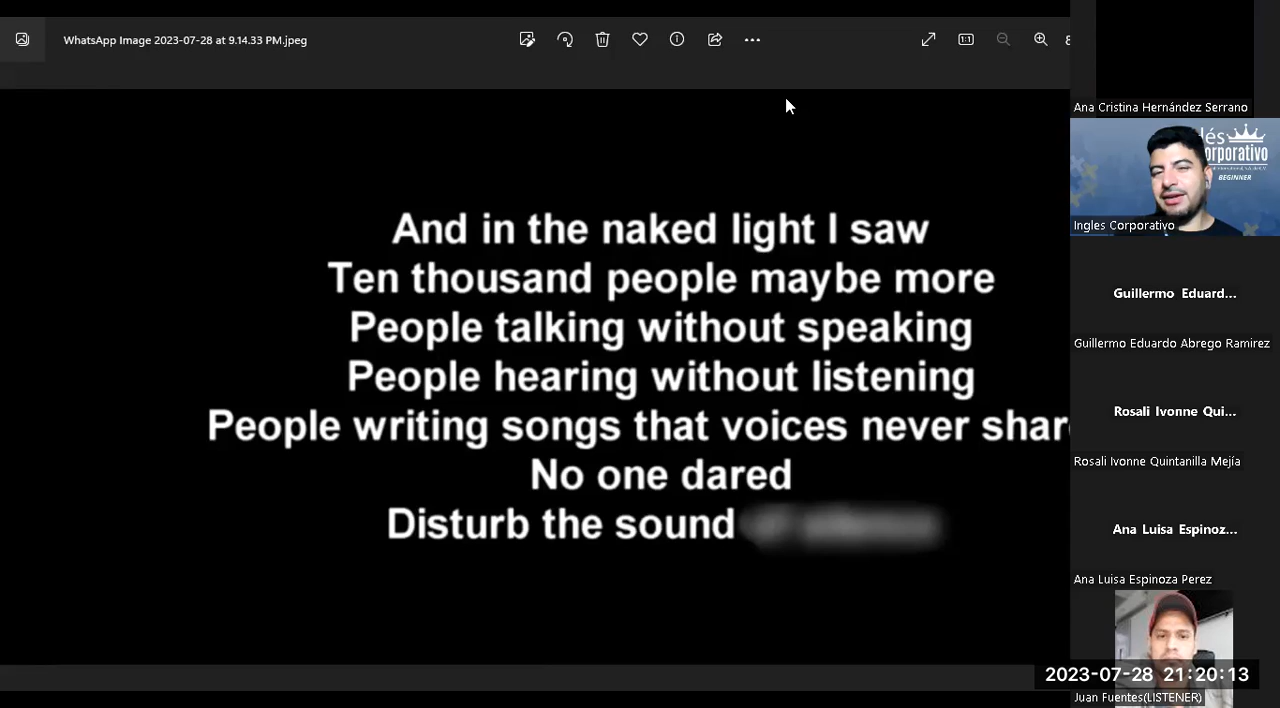 WhatsApp Image 2023-07-28 at 9.14.33 PM.jpeg
And in the naked light I saw
Ten thousand people maybe more
People talking without speaking
People hearing without listening
People writing songs that voices never
No one dared
Disturb the sound
Ana Cristina Hernández Serrano
BEGINNER
Ingles Corporativo
Guillermo Eduard...
Guillermo Eduardo Abrego Ramirez
Rosali Ivonne Qui...
Rosali Ivonne Quintanilla Mejía
Ana Luisa Espinoz...
Ana Luisa Espinoza Perez
2023-07-28 21:20:13
Juan Fuentes(LISTENER)